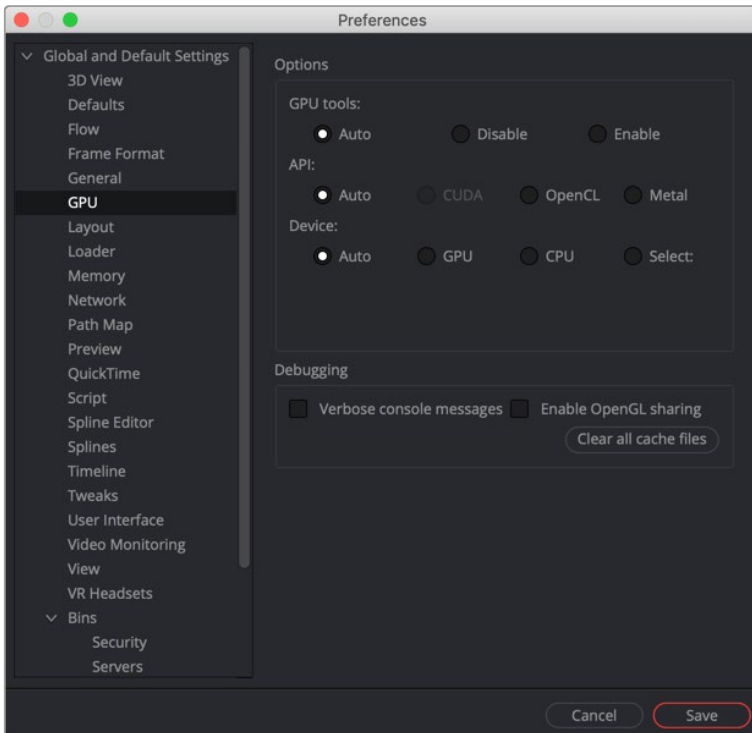 Preferences
Global and Default Settings
3D View
Defaults
Flow
Frame Format
General
GPU
Layout
Loader
Memory
Network
Path Map
Preview
QuickTime
Script
Spline Editor
Splines
Timeline
Tweaks
User Interface
Video Monitoring
View
VR Headsets
Bins
Security
Servers
Options
GPU tools:
Auto Disable Enable
API:
Auto CUDA OpenCL Metal
Device:
Auto GPU CPU Select:
Debugging
Verbose console messages Enable OpenGL sharing
Clear all cache files
Cancel Save